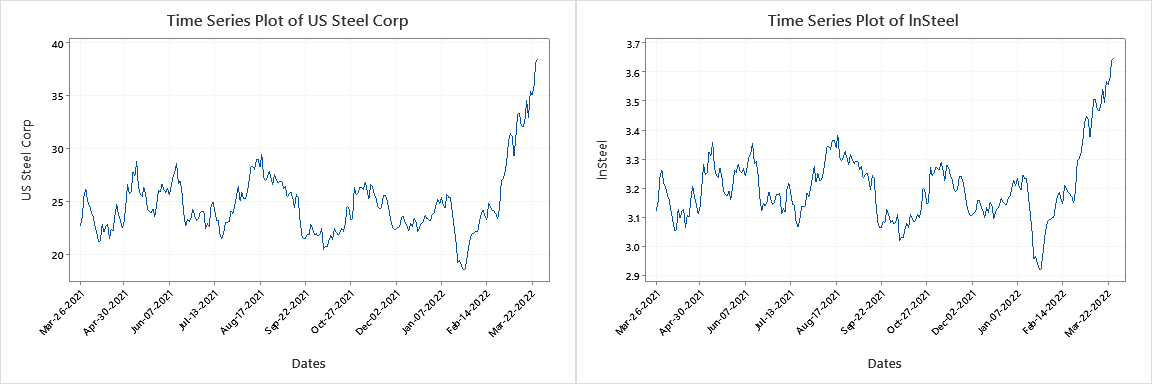 Time Series Plot of US Steel Corp
40
35
30
25
20
US Steel Corp
Mar-26-2021
Apr-30-2021
Jun-07-2021
Jul-13-2021
Aug-17-2021
Sep-22-2021
Oct-27-2021
Dec-02-2021
Jan-07-2022
Feb-14-2022
Mar-22-2022
Dates
Time Series Plot of lnSteel
3.7
3.6
3.5
3.4
3.3
3.2
3.1
3.0
2.9
lnSteel
Mar-26-2021
Apr-30-2021
Jun-07-2021
Jul-13-2021
Aug-17-2021
Sep-22-2021
Oct-27-2021
Dec-02-2021
Jan-07-2022
Feb-14-2022
Mar-22-2022
Dates